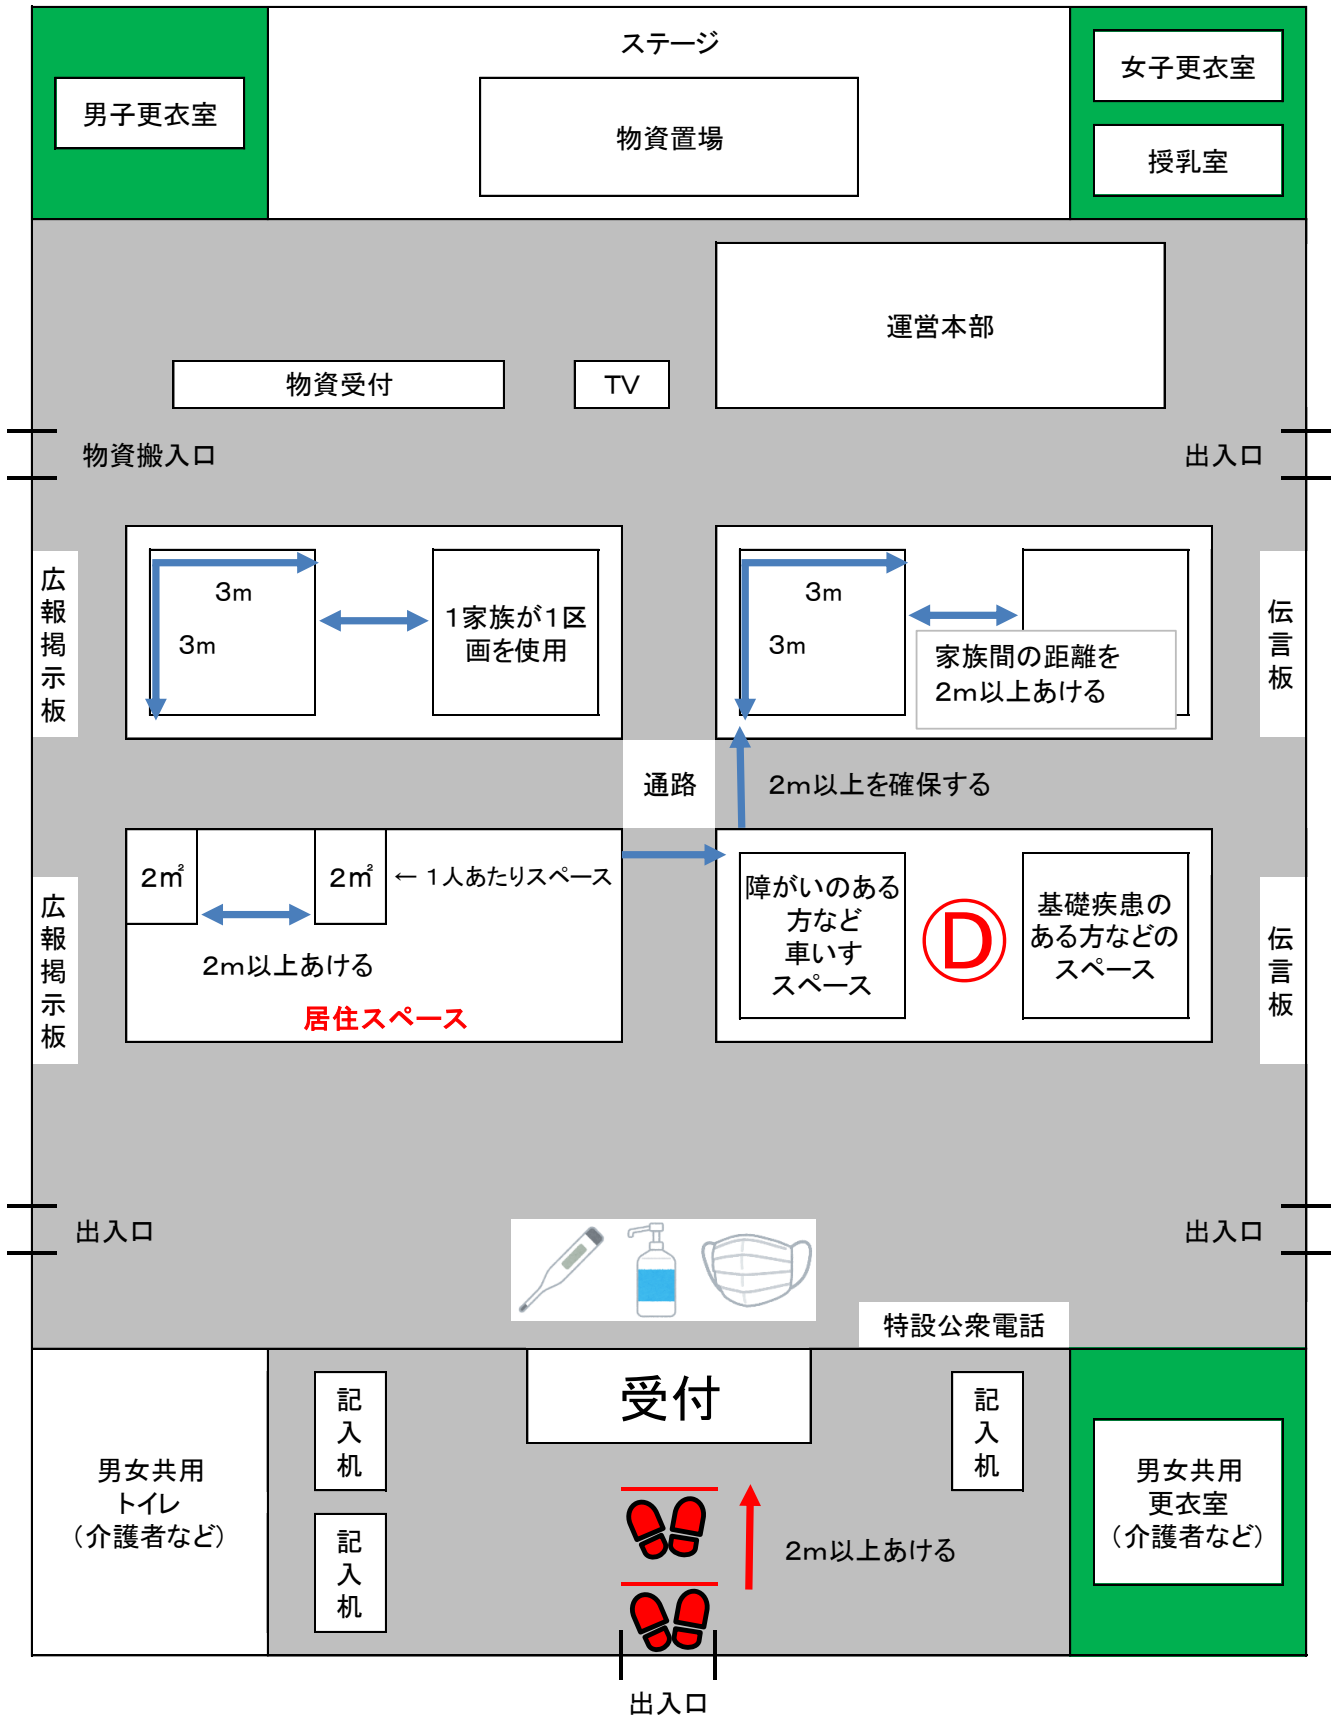 ステージ
男子更衣室
物資置場
女子更衣室
授乳室
運営本部
物資受付
TV
物資搬入口
出入口
広報掲示板
3m
3m
1家族が1区
画を使用
3m
3m
家族間の距離を
2m以上あける
伝言板
通路
2m以上を確保する
広報掲示板
2㎡
2㎡
← 1人あたりスペース
2m以上あける
居住スペース
障がいのある
方など
車いす
スペース
Ⓓ
基礎疾患の
ある方などの
スペース
伝言板
出入口
出入口
特設公衆電話
受付
記入机
記入机
記入机
男女共用
トイレ
（介護者など）
2m以上あける
男女共用
更衣室
（介護者など）
出入口